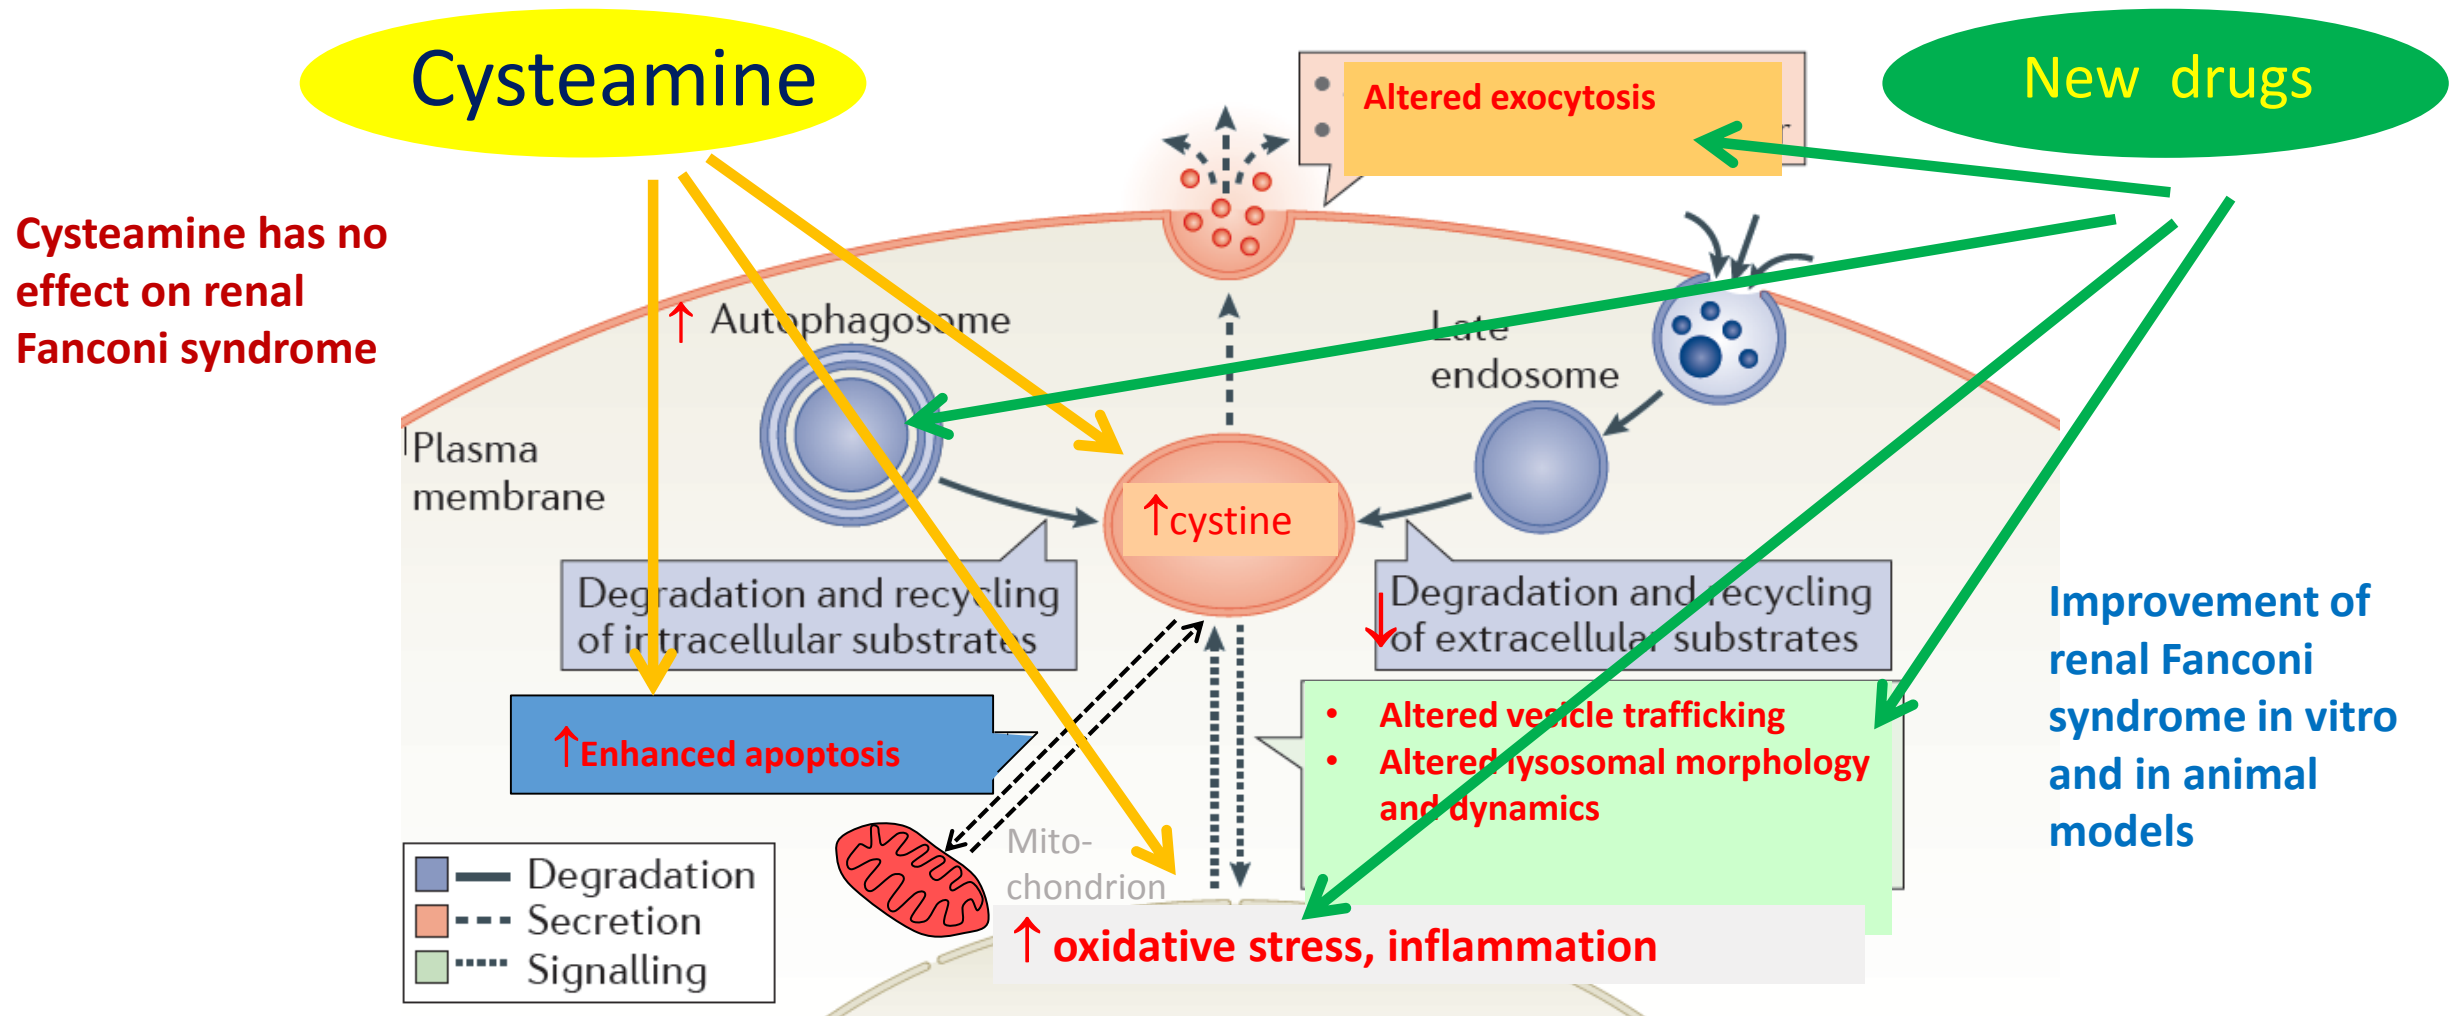 Cysteamine
New drugs
• Altered exocytosis
• r
Cysteamine has no
effect on renal
Fanconi syndrome
↑ Autophagosome
Late
endosome
Plasma
membrane
↑cystine
Degradation and recycling
of intracellular substrates
Degradation and recycling
↓of extracellular substrates
Improvement of
renal Fanconi
syndrome in vitro
and in animal
models
↑Enhanced apoptosis
• Altered vesicle trafficking
• Altered lysosomal morphology
and dynamics
Mito-
chondrion
↑ oxidative stress, inflammation
Degradation
Secretion
Signalling